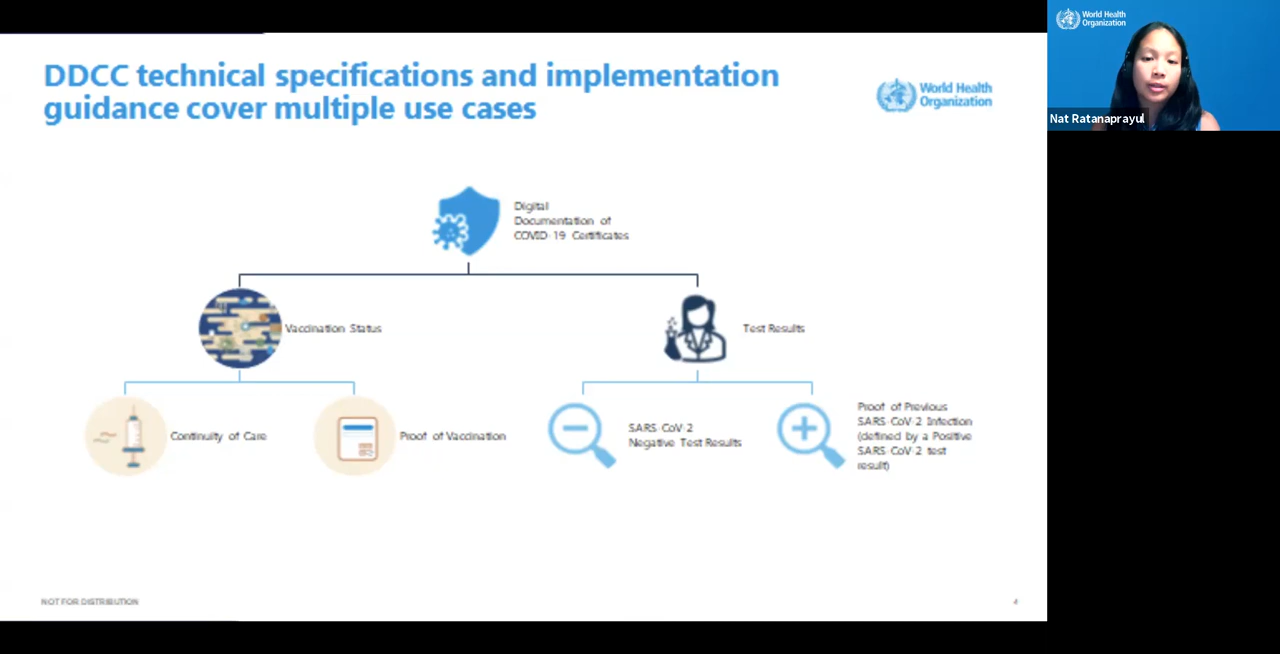 DDCC technical specifications and implementation
guidance cover multiple use cases
World Health
Organization
World Health
Organization
Nat Ratanaprayul
Digital
Documentation of
COVID-19 Certificates
Vaccination Status
Test Results
Continuity of Care
Proof of Vaccination
SARS-CoV-2
Negative Test Results
Proof of Previous
SARS-CoV-2 Infection
(defined by a Positive
SARS-CoV-2 test
result)
NOT FOR DISTRIBUTION
4